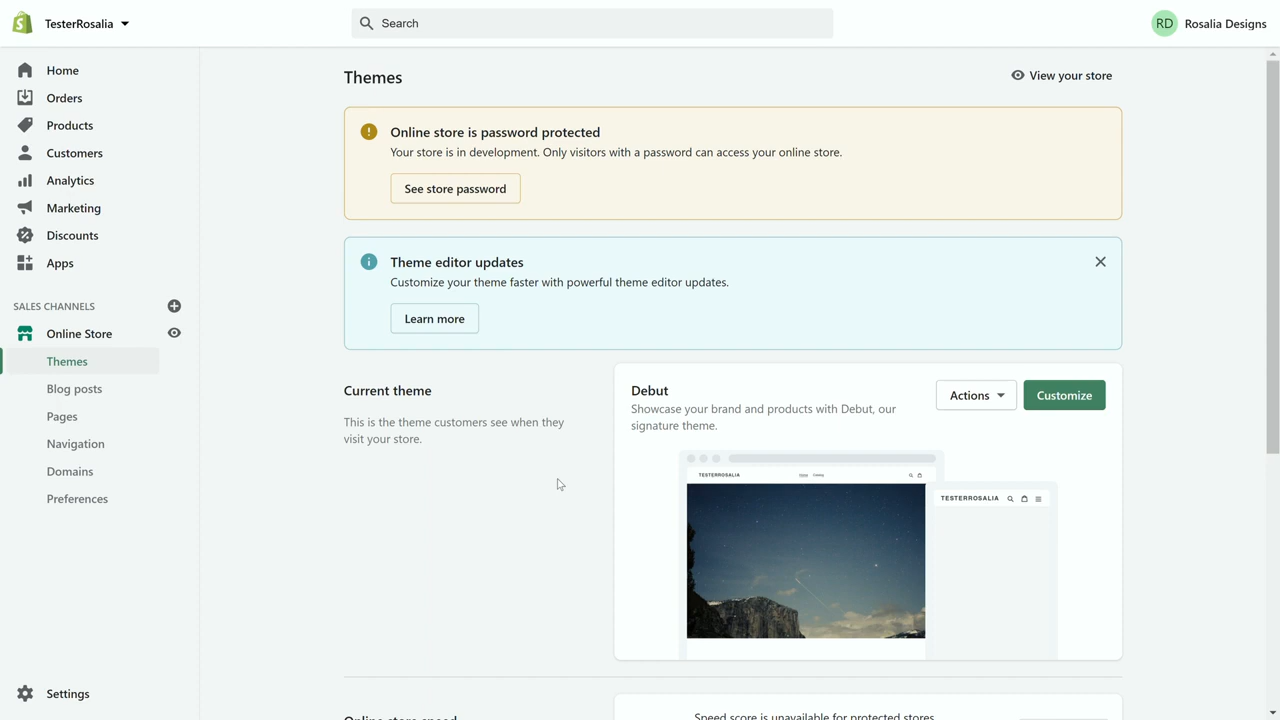 TesterRosalia
Search
RD
Rosalia Designs
Home
Orders
Products
Customers
Analytics
Marketing
Discounts
Apps
SALES CHANNELS
Online Store
Themes
Blog posts
Pages
Navigation
Domains
Preferences
Settings
Themes
View your store
Online store is password protected
Your store is in development. Only visitors with a password can access your online store.
See store password
Theme editor updates
Customize your theme faster with powerful theme editor updates.
Learn more
Current theme
This is the theme customers see when they
visit your store.
Debut
Showcase your brand and products with Debut, our
signature theme.
Actions
Customize
TESTERROSALIA
Home Catalog
TESTERROSALIA
Online store speed
Speed score is unavailable for protected stores